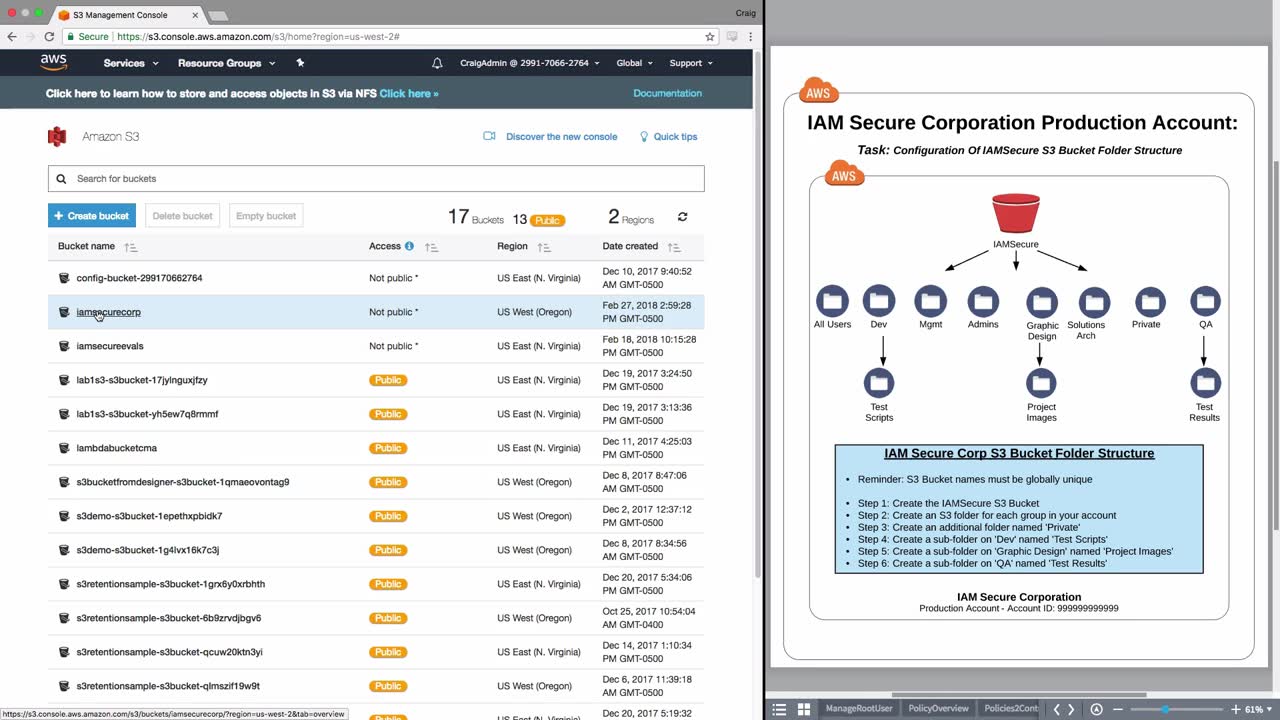 S3 Management Console
Craig
Secure | https://s3.console.aws.amazon.com/s3/home?region=us-west-2#
aws
Services
Resource Groups
CraigAdmin @ 2991-7066-2764
Global
Support
Click here to learn how to store and access objects in S3 via NFS Click here »
Documentation
Amazon S3
Discover the new console
Quick tips
Search for buckets
+ Create bucket
Delete bucket
Empty bucket
17 Buckets
13 Public
2 Regions
Bucket name
Access
Region
Date created
config-bucket-299170662764
Not public *
US East (N. Virginia)
Dec 10, 2017 9:40:52
AM GMT-0500
iamsecurecorp
Not public *
US West (Oregon)
Feb 27, 2018 2:59:28
PM GMT-0500
iamsecureevals
Not public *
US West (Oregon)
Feb 18, 2018 10:15:28
PM GMT-0500
lab1s3-s3bucket-17jylnguxjfzy
Public
US East (N. Virginia)
Dec 19, 2017 3:24:50
PM GMT-0500
lab1s3-s3bucket-yh5ew7q8rmmf
Public
US East (N. Virginia)
Dec 19, 2017 3:13:36
PM GMT-0500
lambdabucketcma
Public
US East (N. Virginia)
Dec 11, 2017 4:25:03
PM GMT-0500
s3bucketfromdesigner-s3bucket-1qmaeovontag9
Public
US West (Oregon)
Dec 8, 2017 8:47:06
AM GMT-0500
s3demo-s3bucket-1epethxpbidk7
Public
US West (Oregon)
Dec 2, 2017 12:37:12
PM GMT-0500
s3demo-s3bucket-1g4lvx16k7c3j
Public
US West (Oregon)
Dec 8, 2017 8:34:56
AM GMT-0500
s3retentionsample-s3bucket-1grx6y0xrbhth
Public
US West (Oregon)
Dec 20, 2017 5:34:06
PM GMT-0500
s3retentionsample-s3bucket-6b9zrvdjbgv6
Public
US West (Oregon)
Oct 25, 2017 10:54:04
AM GMT-0400
s3retentionsample-s3bucket-qcuw20ktn3yi
Public
US East (N. Virginia)
Dec 14, 2017 1:10:34
PM GMT-0500
s3retentionsample-s3bucket-qlmszif19w9t
Public
US West (Oregon)
Dec 6, 2017 11:39:18
AM GMT-0500
Public
US East (N. Virginia)
Dec 20, 2017 5:19:32
https://s3.console.aws.amazon.com/s3/buckets/iamsecurecorp/?region=us-west-2&tab=overview
AWS
IAM Secure Corporation Production Account:
Task: Configuration Of IAMSecure S3 Bucket Folder Structure
AWS
IAMSecure
All Users
Dev
Mgmt
Admins
Graphic
Design
Solutions
Arch
Private
QA
Test
Scripts
Project
Images
Test
Results
IAM Secure Corp S3 Bucket Folder Structure
• Reminder: S3 Bucket names must be globally unique
• Step 1: Create the IAMSecure S3 Bucket
• Step 2: Create an S3 folder for each group in your account
• Step 3: Create an additional folder named 'Private'
• Step 4: Create a sub-folder on 'Dev' named 'Test Scripts'
• Step 5: Create a sub-folder on 'Graphic Design' named 'Project Images'
• Step 6: Create a sub-folder on 'QA' named 'Test Results'
IAM Secure Corporation
Production Account - Account ID: 999999999999
ManageRootUser
PolicyOverview
Policies2Cont
61%